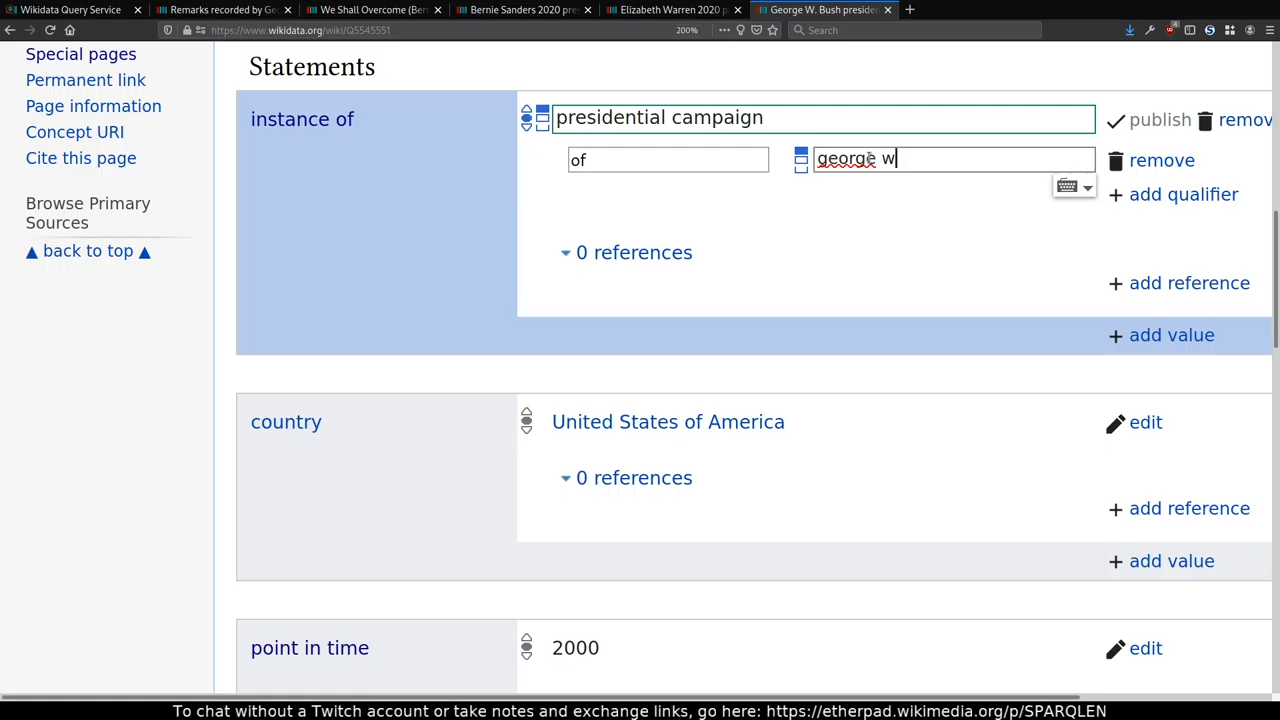 Wikidata Query Service
Remarks recorded by Ge
We Shall Overcome (Ber
Bernie Sanders 2020 pre
Elizabeth Warren 2020 p
George W. Bush preside
https://www.wikidata.org/wiki/Q5545551
200%
Search
4
Special pages
Permanent link
Page information
Concept URI
Cite this page
Browse Primary
Sources
▲ back to top ▲
Statements
instance of
presidential campaign
publish
remov
of
george w
remove
+ add qualifier
0 references
+ add reference
+ add value
country
United States of America
edit
0 references
+ add reference
+ add value
point in time
2000
edit
To chat without a Twitch account or take notes and exchange links, go here: https://etherpad.wikimedia.org/p/SPARQLEN